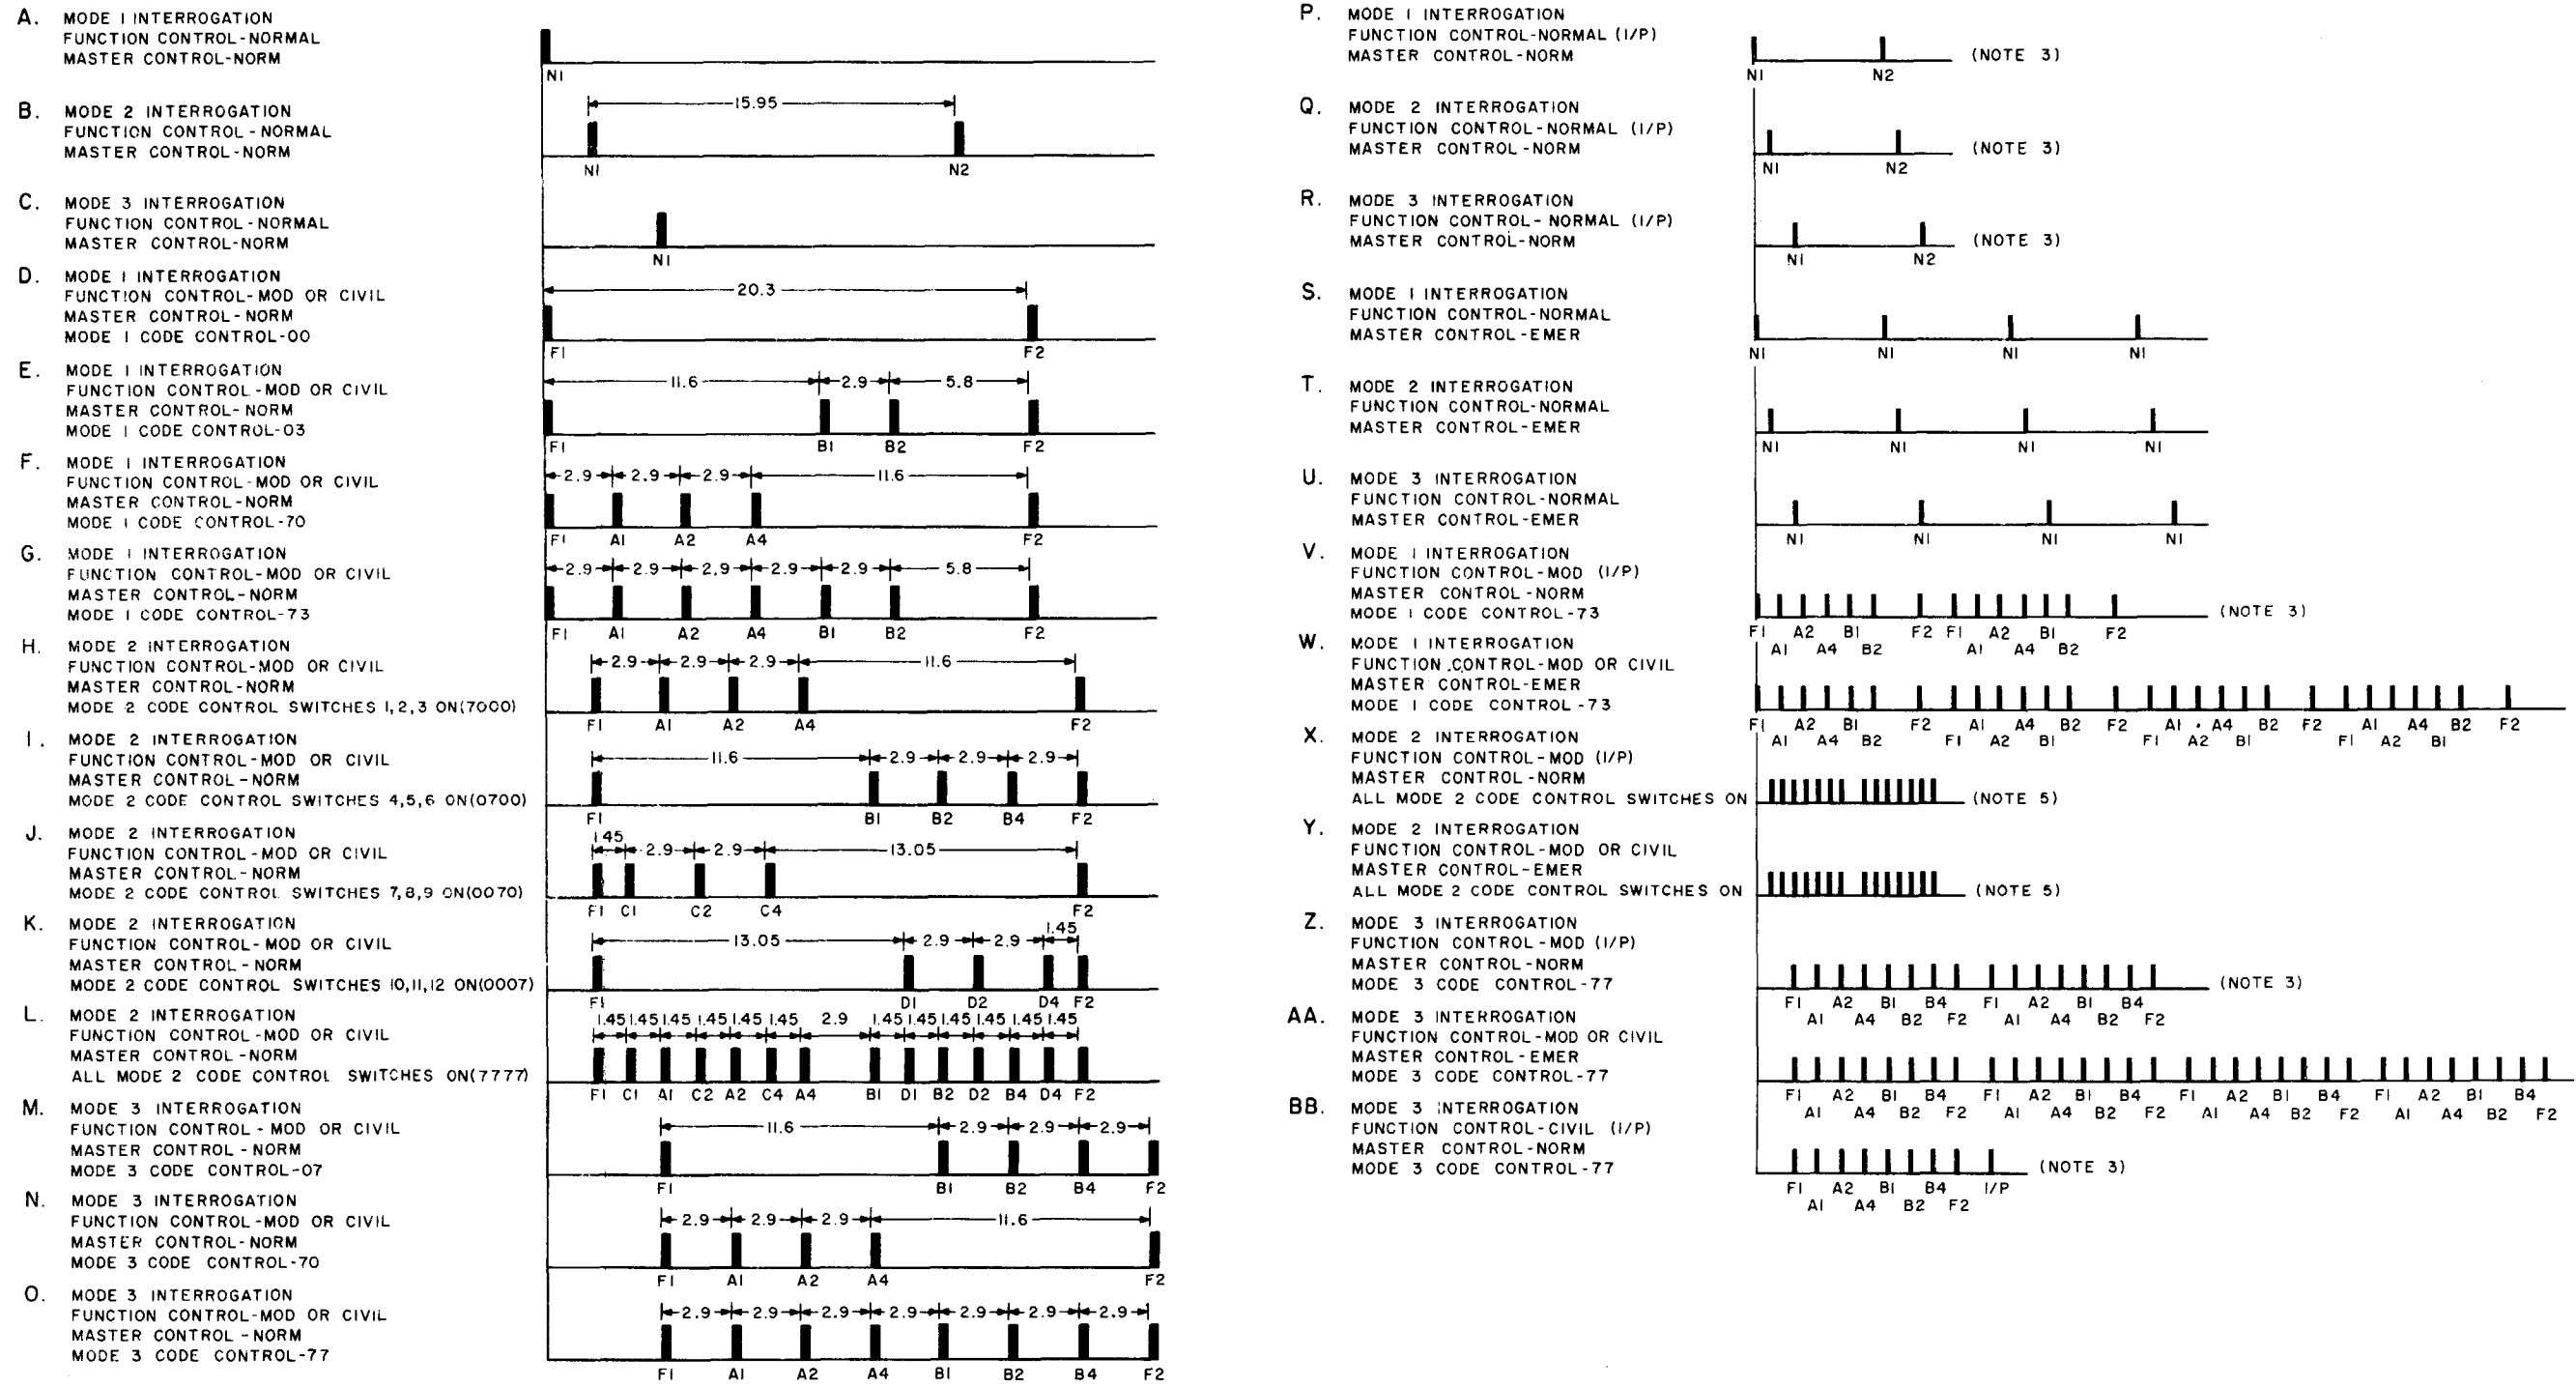 A. MODE 1 INTERROGATION
FUNCTION CONTROL-NORMAL
MASTER CONTROL-NORM
N1
B. MODE 2 INTERROGATION
FUNCTION CONTROL-NORMAL
MASTER CONTROL-NORM
15.95
N1 N2
C. MODE 3 INTERROGATION
FUNCTION CONTROL-NORMAL
MASTER CONTROL-NORM
N1
D. MODE 1 INTERROGATION
FUNCTION CONTROL-MOD OR CIVIL
MASTER CONTROL-NORM
MODE 1 CODE CONTROL-00
20.3
F1 F2
E. MODE 1 INTERROGATION
FUNCTION CONTROL-MOD OR CIVIL
MASTER CONTROL-NORM
MODE 1 CODE CONTROL-03
11.6 2.9 5.8
F1 B1 B2 F2
F. MODE 1 INTERROGATION
FUNCTION CONTROL-MOD OR CIVIL
MASTER CONTROL-NORM
MODE 1 CODE CONTROL-70
2.9 2.9 2.9 11.6
F1 A1 A2 A4 F2
G. MODE 1 INTERROGATION
FUNCTION CONTROL-MOD OR CIVIL
MASTER CONTROL-NORM
MODE 1 CODE CONTROL-73
2.9 2.9 2.9 2.9 2.9 5.8
F1 A1 A2 A4 B1 B2 F2
H. MODE 2 INTERROGATION
FUNCTION CONTROL-MOD OR CIVIL
MASTER CONTROL-NORM
MODE 2 CODE CONTROL SWITCHES 1,2,3 ON(7000)
2.9 2.9 2.9 11.6
F1 A1 A2 A4 F2
I. MODE 2 INTERROGATION
FUNCTION CONTROL-MOD OR CIVIL
MASTER CONTROL-NORM
MODE 2 CODE CONTROL SWITCHES 4,5,6 ON(0700)
11.6 2.9 2.9 2.9
F1 B1 B2 B4 F2
J. MODE 2 INTERROGATION
FUNCTION CONTROL-MOD OR CIVIL
MASTER CONTROL-NORM
MODE 2 CODE CONTROL SWITCHES 7,8,9 ON(0070)
1.45 2.9 2.9 13.05
F1 C1 C2 C4 F2
K. MODE 2 INTERROGATION
FUNCTION CONTROL-MOD OR CIVIL
MASTER CONTROL-NORM
MODE 2 CODE CONTROL SWITCHES 10,11,12 ON(0007)
13.05 2.9 2.9 1.45
F1 D1 D2 D4 F2
L. MODE 2 INTERROGATION
FUNCTION CONTROL-MOD OR CIVIL
MASTER CONTROL-NORM
ALL MODE 2 CODE CONTROL SWITCHES ON(7777)
1.45 1.45 1.45 1.45 1.45 1.45 2.9 1.45 1.45 1.45 1.45 1.45 1.45
F1 C1 A1 C2 A2 C4 A4 B1 D1 B2 D2 B4 D4 F2
M. MODE 3 INTERROGATION
FUNCTION CONTROL-MOD OR CIVIL
MASTER CONTROL-NORM
MODE 3 CODE CONTROL-07
11.6 2.9 2.9 2.9
F1 B1 B2 B4 F2
N. MODE 3 INTERROGATION
FUNCTION CONTROL-MOD OR CIVIL
MASTER CONTROL-NORM
MODE 3 CODE CONTROL-70
2.9 2.9 2.9 11.6
F1 A1 A2 A4 F2
O. MODE 3 INTERROGATION
FUNCTION CONTROL-MOD OR CIVIL
MASTER CONTROL-NORM
MODE 3 CODE CONTROL-77
2.9 2.9 2.9 2.9 2.9 2.9 2.9
F1 A1 A2 A4 B1 B2 B4 F2
P. MODE 1 INTERROGATION
FUNCTION CONTROL-NORMAL (I/P)
MASTER CONTROL-NORM
(NOTE 3)
N1 N2
Q. MODE 2 INTERROGATION
FUNCTION CONTROL-NORMAL (I/P)
MASTER CONTROL-NORM
(NOTE 3)
N1 N2
R. MODE 3 INTERROGATION
FUNCTION CONTROL-NORMAL (I/P)
MASTER CONTROL-NORM
(NOTE 3)
N1 N2
S. MODE 1 INTERROGATION
FUNCTION CONTROL-NORMAL
MASTER CONTROL-EMER
N1 N1 N1 N1
T. MODE 2 INTERROGATION
FUNCTION CONTROL-NORMAL
MASTER CONTROL-EMER
N1 N1 N1 N1
U. MODE 3 INTERROGATION
FUNCTION CONTROL-NORMAL
MASTER CONTROL-EMER
N1 N1 N1 N1
V. MODE 1 INTERROGATION
FUNCTION CONTROL-MOD (I/P)
MASTER CONTROL-NORM
MODE 1 CODE CONTROL-73
(NOTE 3)
F1 A2 B1 F2 F1 A2 B1 F2
A1 A4 B2 A1 A4 B2
W. MODE 1 INTERROGATION
FUNCTION CONTROL-MOD OR CIVIL
MASTER CONTROL-EMER
MODE 1 CODE CONTROL-73
F1 A2 B1 F2 A1 A4 B2 F2 A1 A4 B2 F2 A1 A4 B2 F2
A1 A4 B2 F1 A2 B1 F1 A2 B1 F1 A2 B1
X. MODE 2 INTERROGATION
FUNCTION CONTROL-MOD (I/P)
MASTER CONTROL-NORM
ALL MODE 2 CODE CONTROL SWITCHES ON
(NOTE 5)
Y. MODE 2 INTERROGATION
FUNCTION CONTROL-MOD OR CIVIL
MASTER CONTROL-EMER
ALL MODE 2 CODE CONTROL SWITCHES ON
(NOTE 5)
Z. MODE 3 INTERROGATION
FUNCTION CONTROL-MOD (I/P)
MASTER CONTROL-NORM
MODE 3 CODE CONTROL-77
(NOTE 3)
F1 A2 B1 B4 F1 A2 B1 B4
A1 A4 B2 F2 A1 A4 B2 F2
AA. MODE 3 INTERROGATION
FUNCTION CONTROL-MOD OR CIVIL
MASTER CONTROL-EMER
MODE 3 CODE CONTROL-77
F1 A2 B1 B4 F1 A2 B1 B4 F1 A2 B1 B4 F1 A2 B1 B4
A1 A4 B2 F2 A1 A4 B2 F2 A1 A4 B2 F2 A1 A4 B2 F2
BB. MODE 3 INTERROGATION
FUNCTION CONTROL-CIVIL (I/P)
MASTER CONTROL-NORM
MODE 3 CODE CONTROL-77
(NOTE 3)
F1 A2 B1 B4 I/P
A1 A4 B2 F2